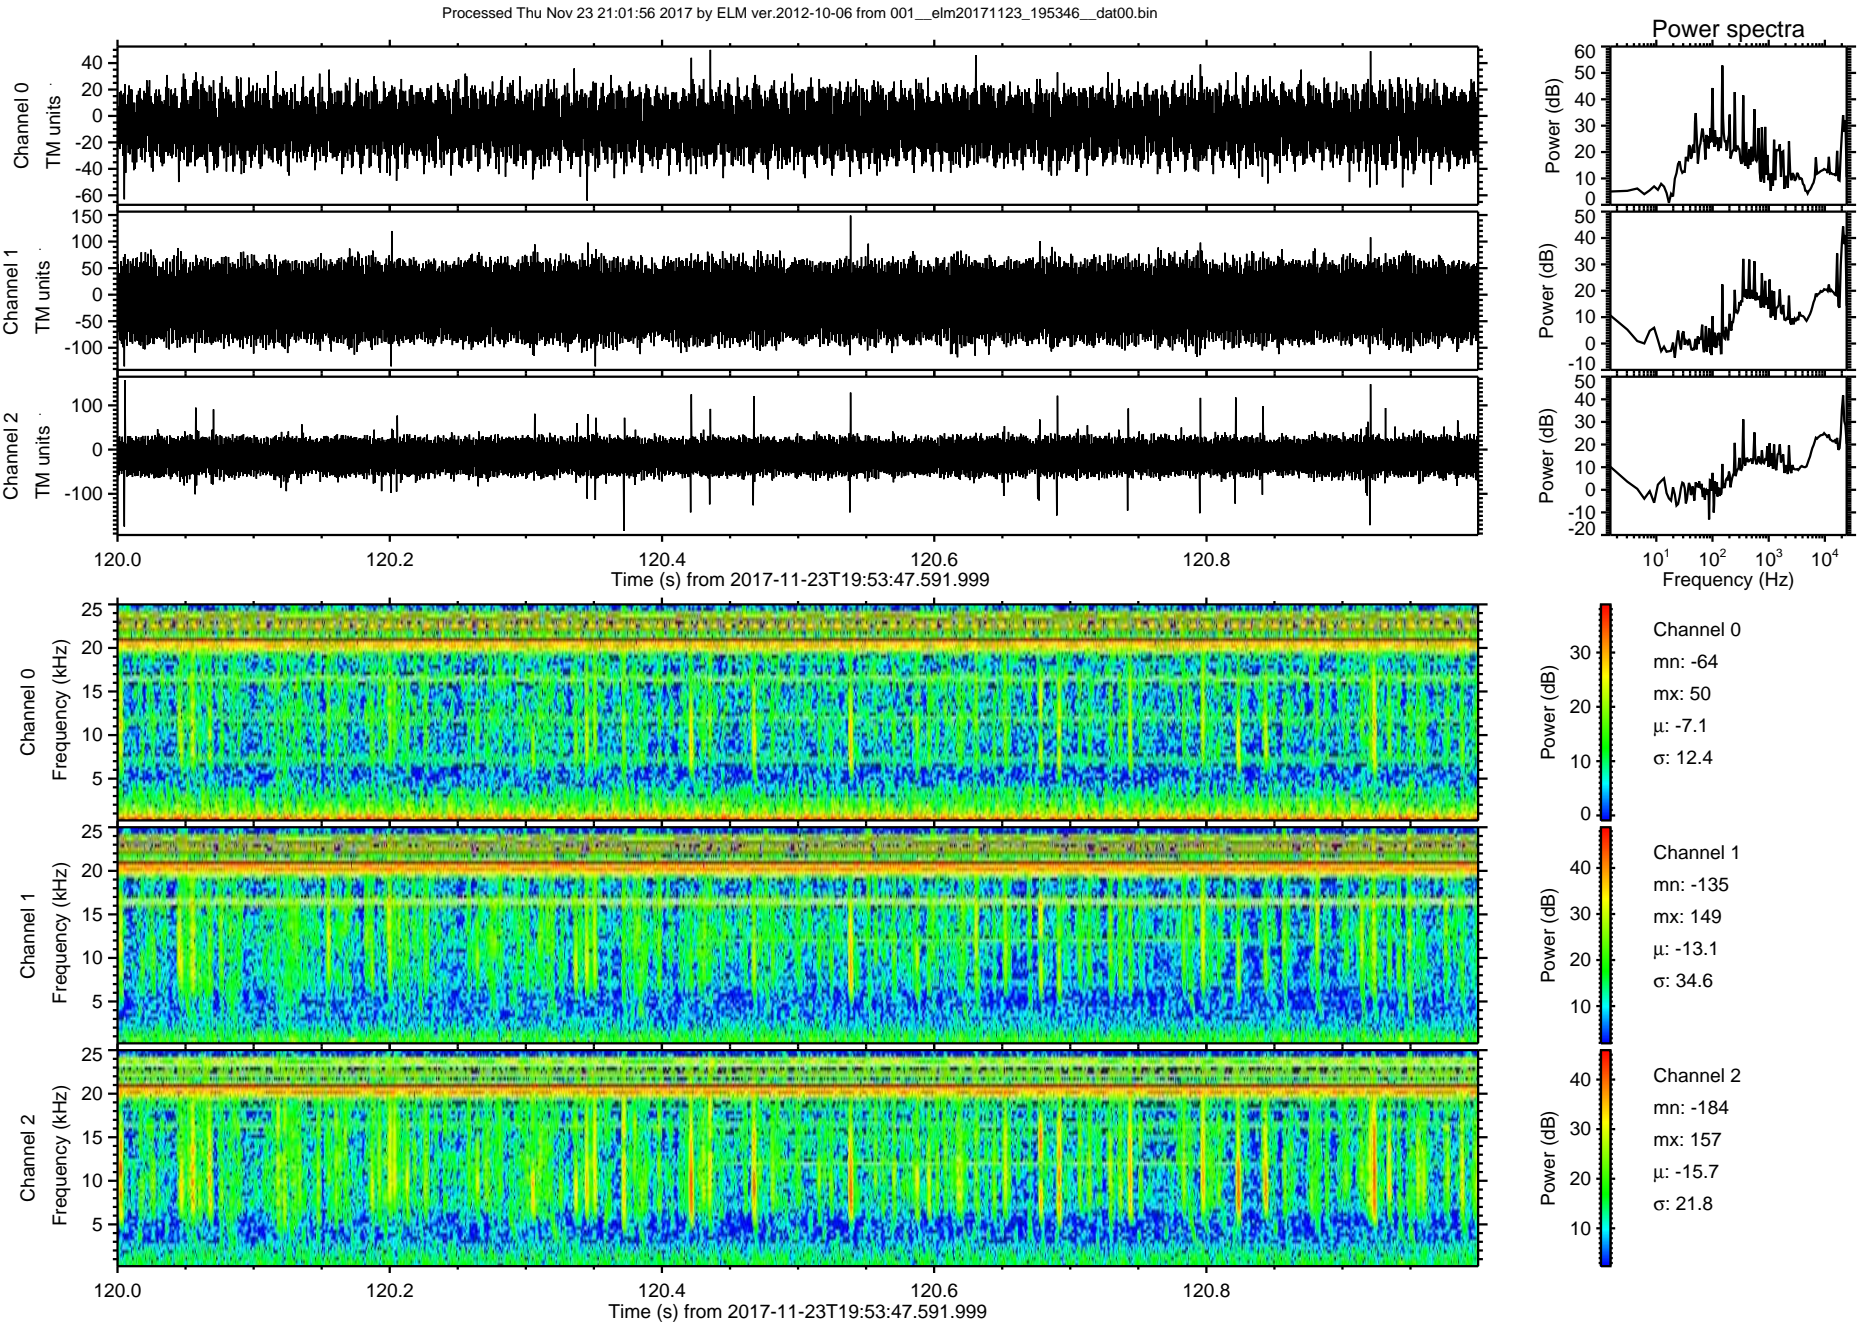 Processed Thu Nov 23 21:01:56 2017 by ELM ver.2012-10-06 from 001__elm20171123_195346__dat00.bin
Power spectra
Channel 0
TM units
40
20
0
-20
-40
-60
Power (dB)
60
50
40
30
20
10
0
Channel 1
TM units
150
100
50
0
-50
-100
Power (dB)
50
40
30
20
10
0
-10
Channel 2
TM units
100
0
-100
Power (dB)
50
40
30
20
10
0
-10
-20
120.0 120.2 120.4 120.6 120.8
Time (s) from 2017-11-23T19:53:47.591.999
10¹ 10² 10³ 10⁴
Frequency (Hz)
Channel 0
Frequency (kHz)
25
20
15
10
5
Power (dB)
30
20
10
0
Channel 0
mn: -64
mx: 50
μ: -7.1
σ: 12.4
Channel 1
Frequency (kHz)
25
20
15
10
5
Power (dB)
40
30
20
10
Channel 1
mn: -135
mx: 149
μ: -13.1
σ: 34.6
Channel 2
Frequency (kHz)
25
20
15
10
5
Power (dB)
40
30
20
10
Channel 2
mn: -184
mx: 157
μ: -15.7
σ: 21.8
120.0 120.2 120.4 120.6 120.8
Time (s) from 2017-11-23T19:53:47.591.999